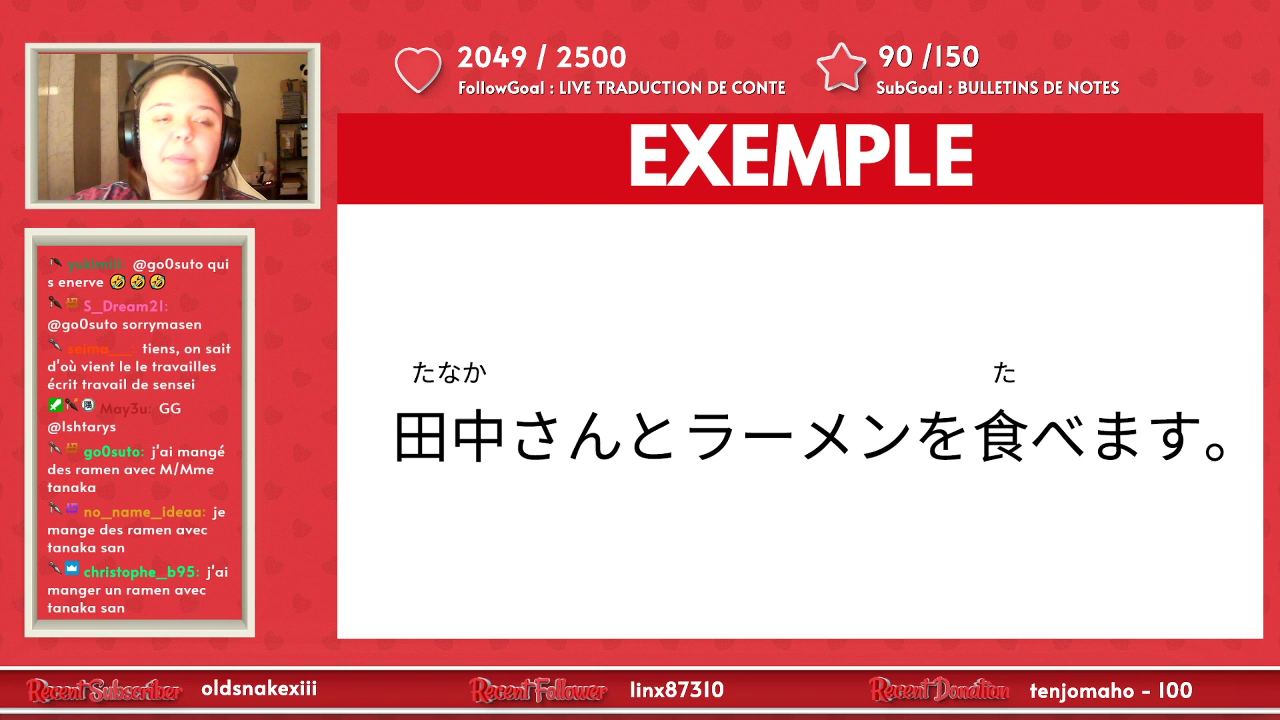 2049 / 2500
FollowGoal : LIVE TRADUCTION DE CONTE
90 /150
SubGoal : BULLETINS DE NOTES
EXEMPLE
たなか
た
田中さんとラーメンを食べます。
@go0suto qui
s enerve 🤣 🤣 🤣
S_Dream21:
@go0suto sorrymasen
seima___: tiens, on sait
d'où vient le le travailles
écrit travail de sensei
May3u: GG
@Ishtarys
go0suto: j'ai mangé
des ramen avec M/Mme
tanaka
no_name_ideaa: je
mange des ramen avec
tanaka san
christophe_b95: j'ai
manger un ramen avec
tanaka san
Recent Subscriber oldsnakexiii
Recent Follower linx87310
Recent Donation tenjomaho - 100